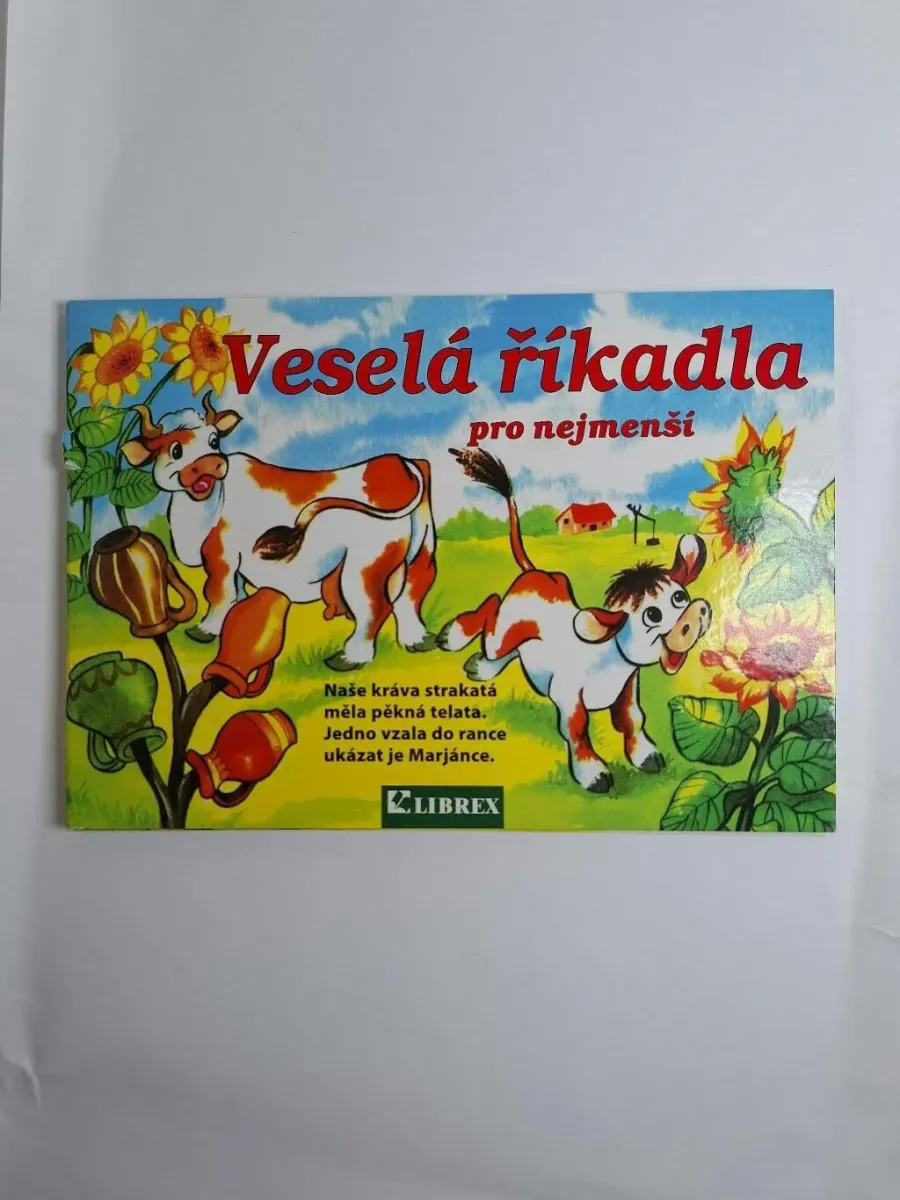 Veselá říkadla
pro nejmenší
Naše kráva strakatá
měla pěkná telata.
Jedno vzala do rance
ukázat je Marjánce.
LIBREX